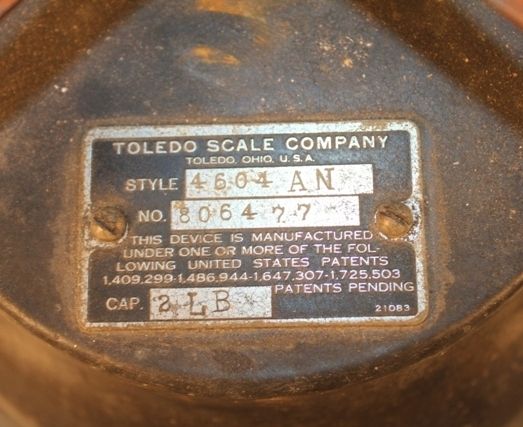 TOLEDO SCALE COMPANY
TOLEDO, OHIO, U.S.A.
STYLE 4604 AN
NO. 806477
THIS DEVICE IS MANUFACTURED
UNDER ONE OR MORE OF THE FOL-
LOWING UNITED STATES PATENTS
1,409,299-1,486,944-1,647,307-1,725,503
PATENTS PENDING
CAP. 2 LB
21083